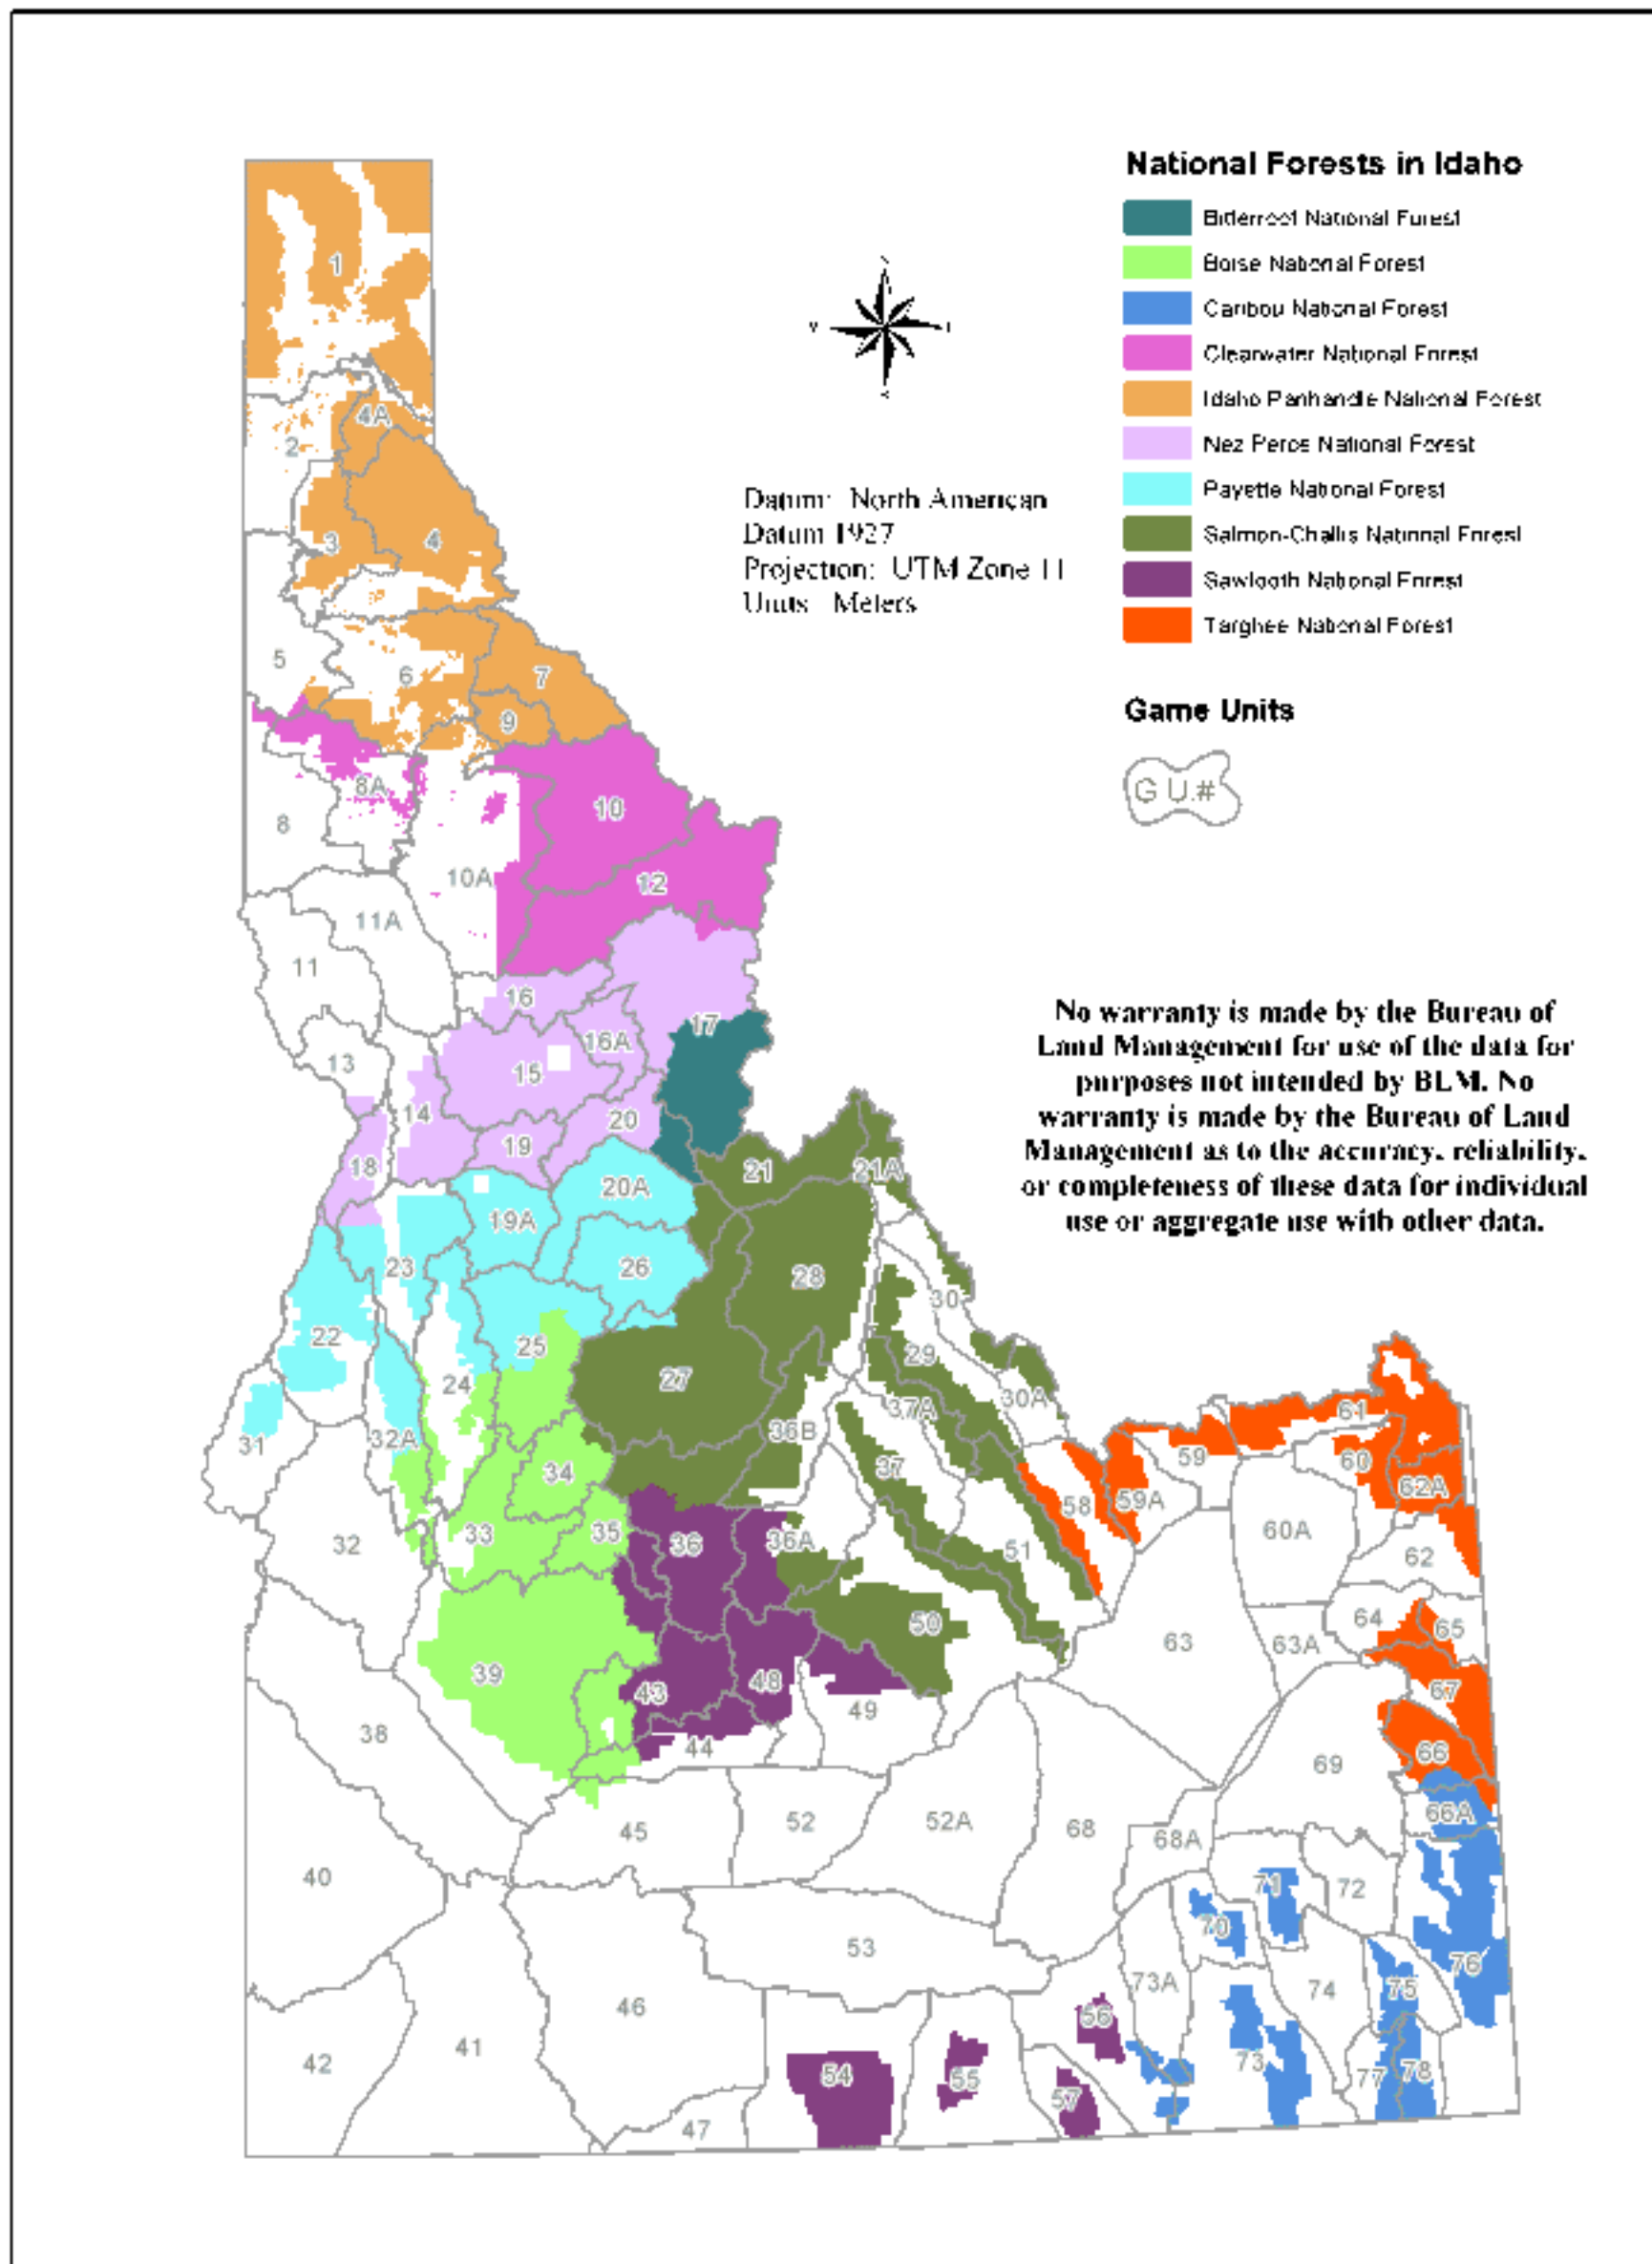 National Forests in Idaho
Bitterroot National Forest
Boise National Forest
Caribou National Forest
Clearwater National Forest
Idaho Panhandle National Forest
Nez Perce National Forest
Payette National Forest
Salmon-Challis National Forest
Sawtooth National Forest
Targhee National Forest
Game Units
G.U.#
Datum: North American
Datum 1927
Projection: UTM Zone 11
Units: Meters
No warranty is made by the Bureau of
Land Management for use of the data for
purposes not intended by BLM. No
warranty is made by the Bureau of Land
Management as to the accuracy, reliability,
or completeness of these data for individual
use or aggregate use with other data.
1
4A
2
3
4
5
6
7
9
8A
8
10
10A
12
11A
11
16
17
16A
13
15
14
20
19
18
21
21A
20A
19A
23
26
28
30
22
25
29
24
27
30A
37A
61
36B
32A
31
59
60
37
34
62A
58
59A
60A
33
35
36
36A
32
51
62
50
64
65
63
63A
39
43
48
67
49
38
44
66
69
45
52
52A
68
68A
66A
40
71
72
70
53
76
73A
74
75
46
56
41
42
54
55
73
77
78
57
47